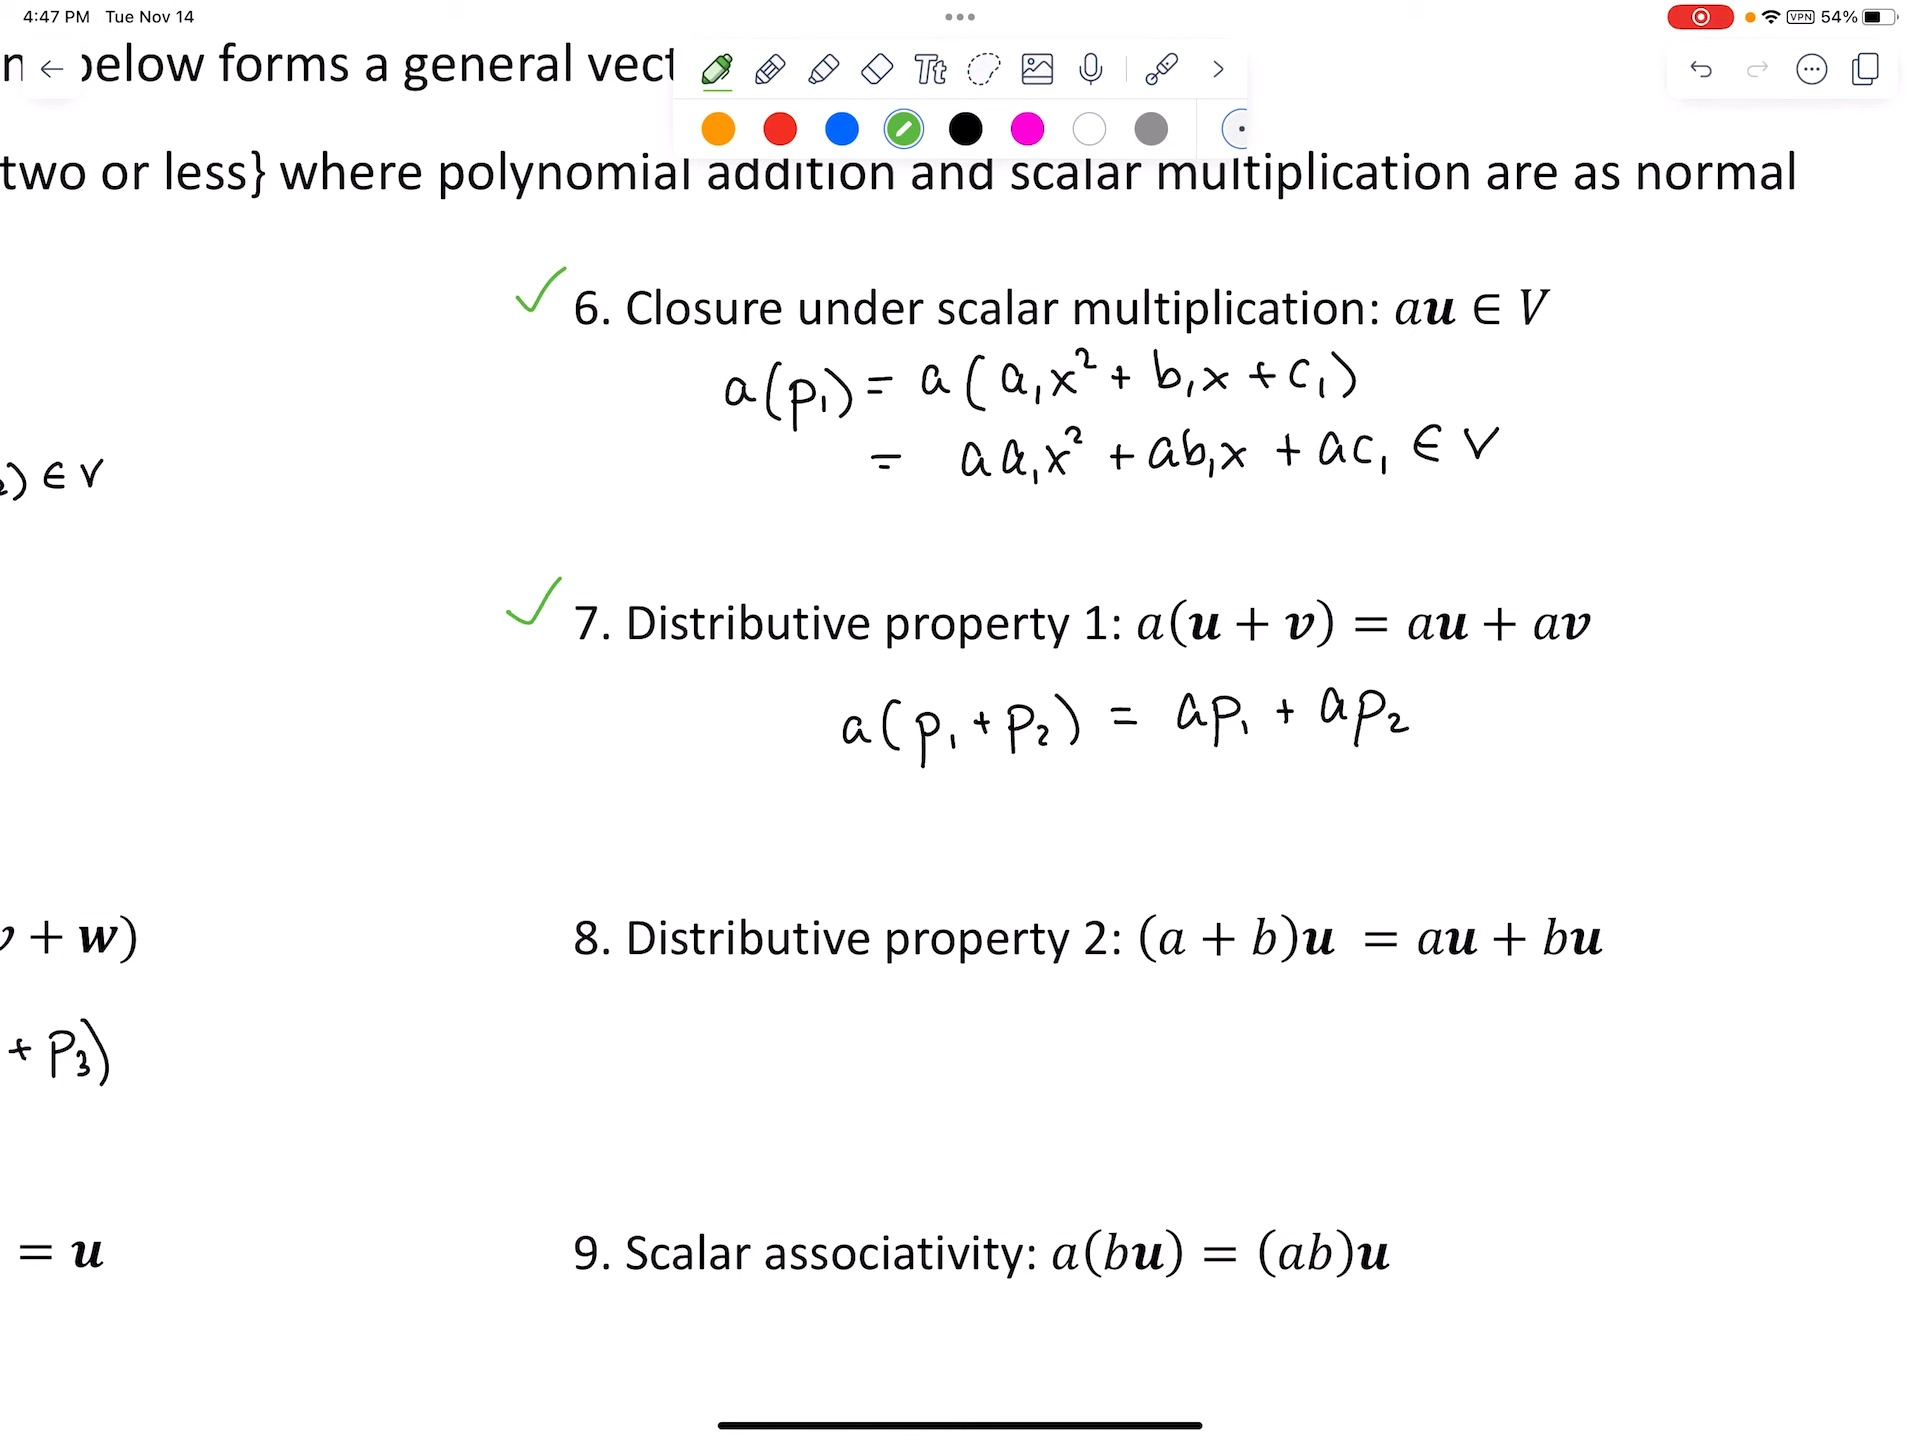 4:47 PM Tue Nov 14
VPN 54%
n below forms a general vect
Tt
two or less} where polynomial addition and scalar multiplication are as normal
6. Closure under scalar multiplication: a𝒖 ∈ V
a(p₁) = a(a₁x² + b₁x + c₁)
= aa₁x² + ab₁x + ac₁ ∈ V
₂) ∈ V
7. Distributive property 1: a(𝒖 + 𝒗) = a𝒖 + a𝒗
a(p₁ + p₂) = ap₁ + ap₂
𝒗 + 𝒘)
8. Distributive property 2: (a + b)𝒖 = a𝒖 + b𝒖
+ P₃)
= 𝒖
9. Scalar associativity: a(b𝒖) = (ab)𝒖